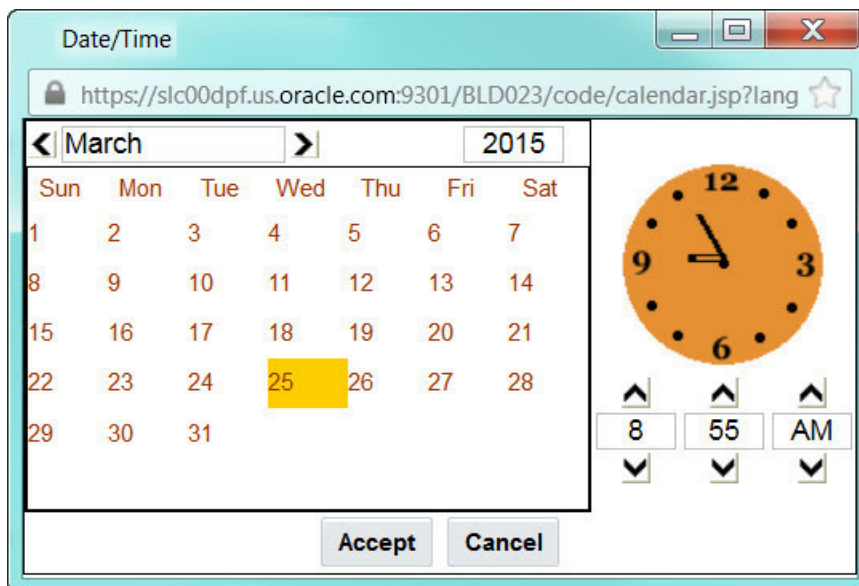 Date/Time
https://slc00dpf.us.oracle.com:9301/BLD023/code/calendar.jsp?lang
March 2015
Sun Mon Tue Wed Thu Fri Sat
1 2 3 4 5 6 7
8 9 10 11 12 13 14
15 16 17 18 19 20 21
22 23 24 25 26 27 28
29 30 31
12
9 3
6
8 55 AM
Accept Cancel